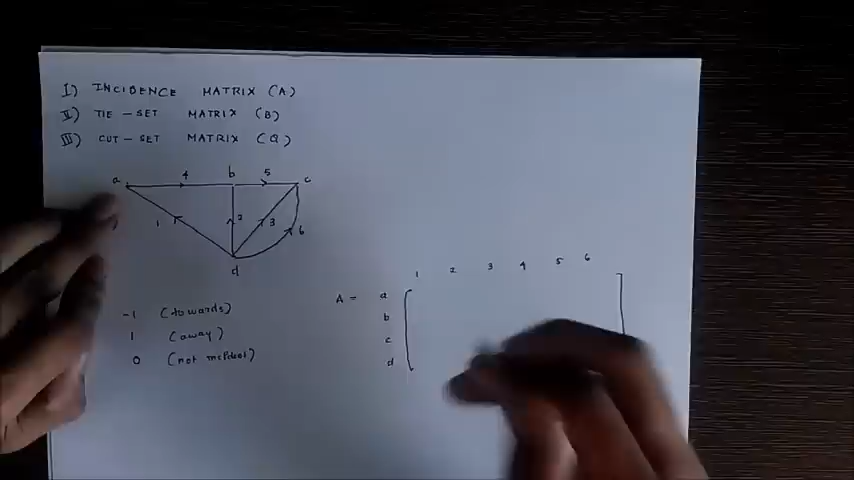 I) INCIDENCE MATRIX (A)
II) TIE-SET MATRIX (B)
III) CUT-SET MATRIX (Q)
a 4 b 5 c
1 2 3 6
d
-1 (towards)
1 (away)
0 (not incident)
1 2 3 4 5 6
A = a
b
c
d